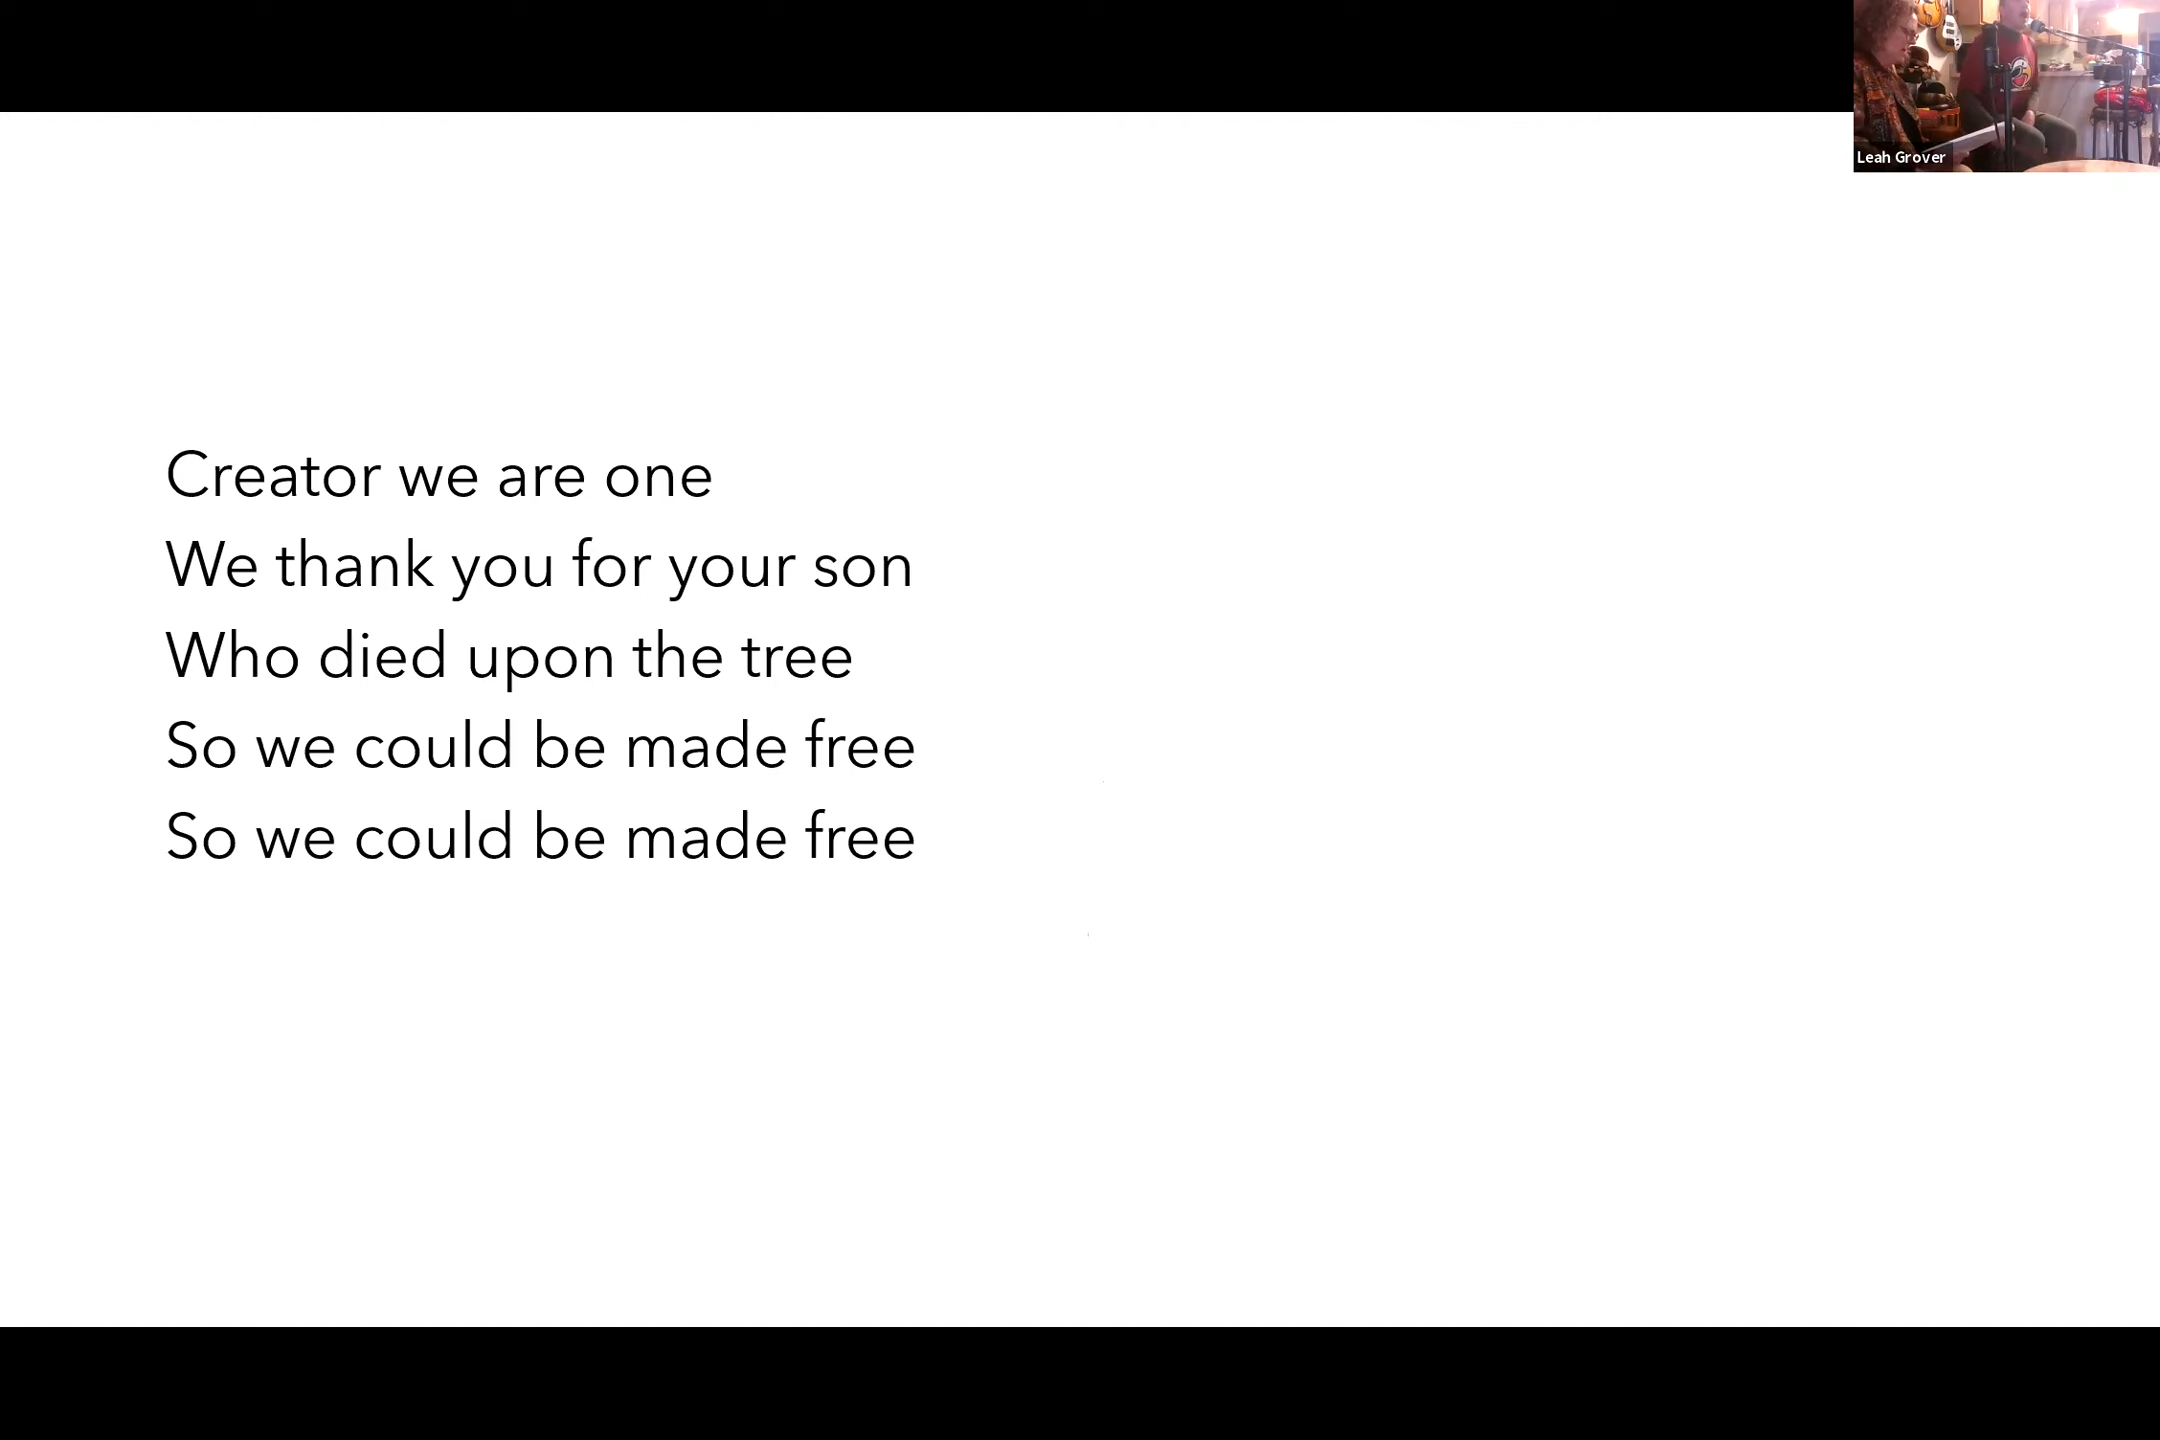 Leah Grover
Creator we are one
We thank you for your son
Who died upon the tree
So we could be made free
So we could be made free